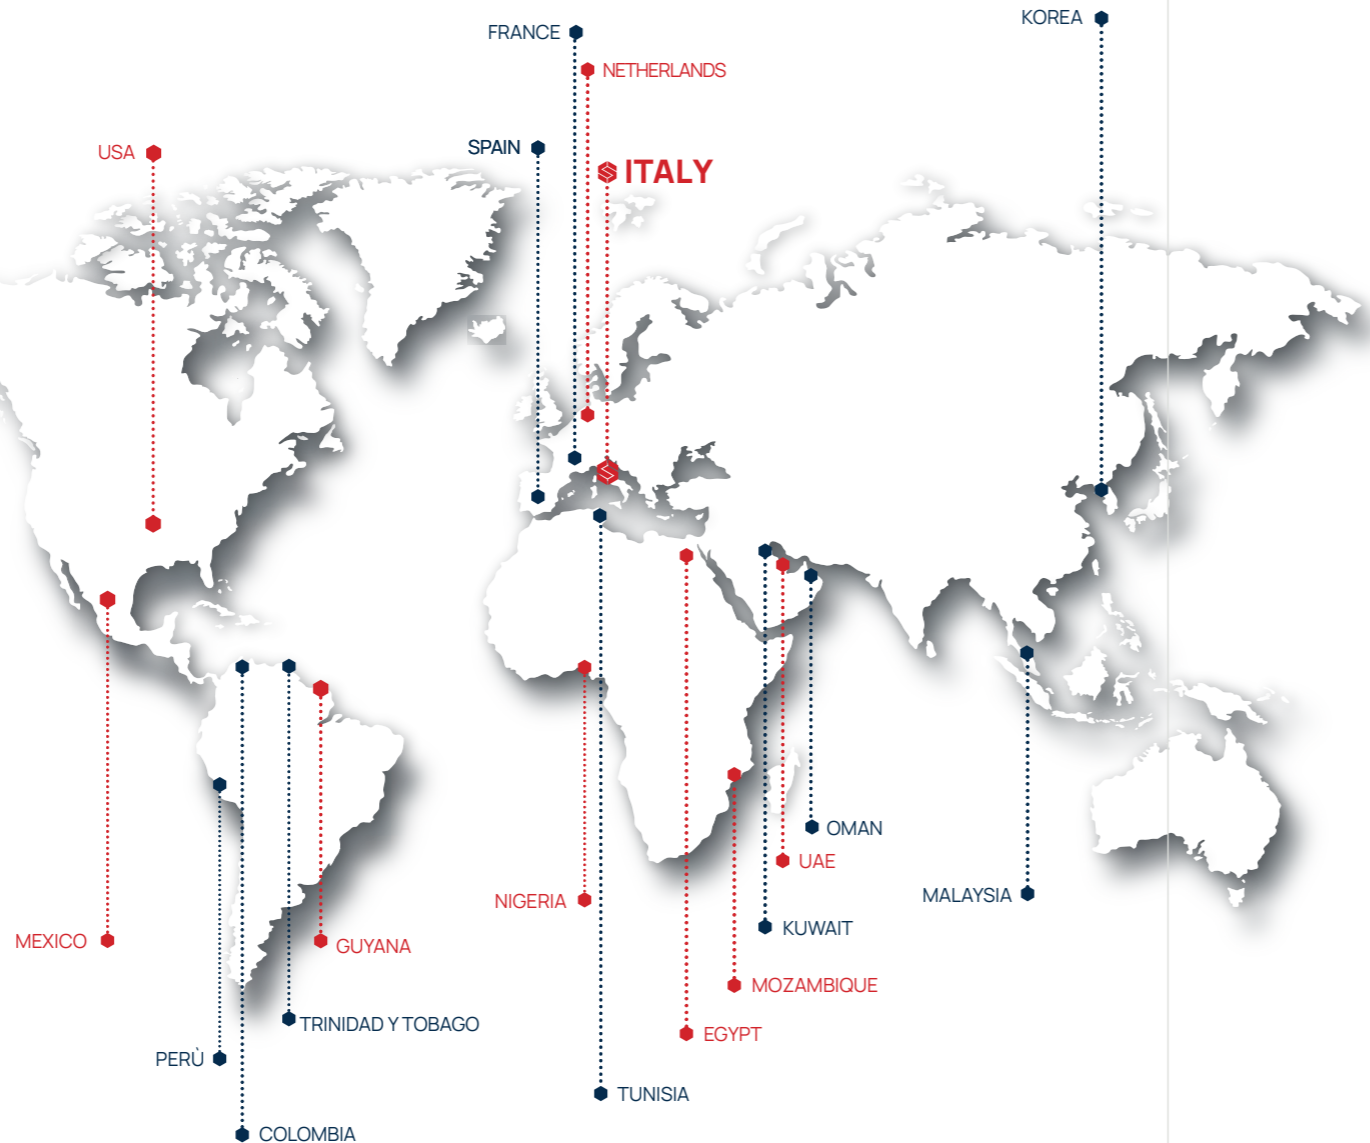 KOREA
FRANCE
NETHERLANDS
SPAIN
USA
ITALY
OMAN
UAE
MALAYSIA
NIGERIA
KUWAIT
MEXICO
GUYANA
MOZAMBIQUE
TRINIDAD Y TOBAGO
EGYPT
PERÙ
TUNISIA
COLOMBIA